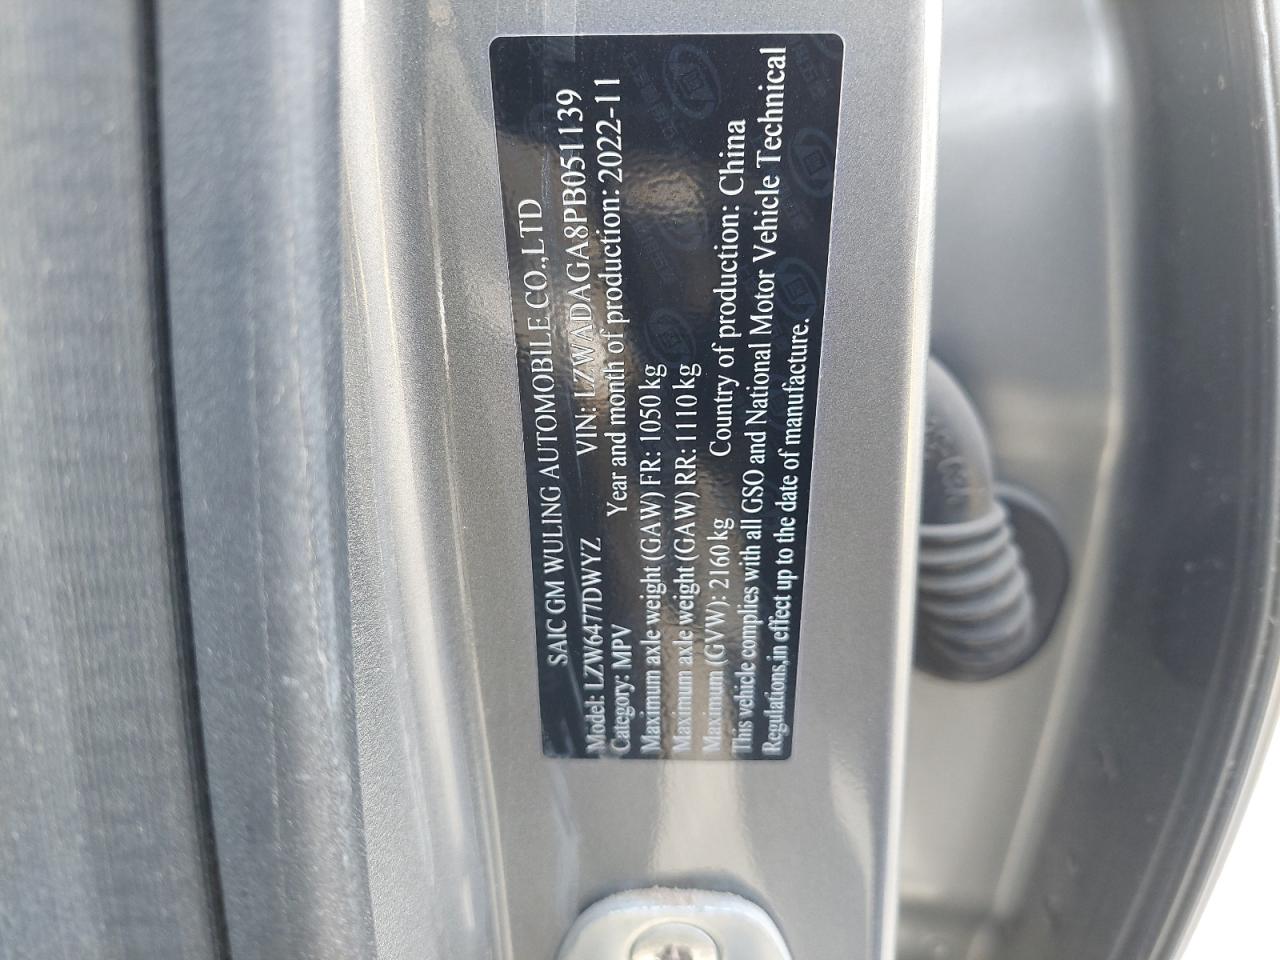 SAIC GM WULING AUTOMOBILE CO.,LTD
Model: LZW6477DWYZ VIN: LZWADAGA8PB051139
Category: MPV Year and month of production: 2022-11
Maximum axle weight (GAW) FR: 1050 kg
Maximum axle weight (GAW) RR: 1110 kg
Maximum (GVW): 2160 kg Country of production: China
This vehicle complies with all GSO and National Motor Vehicle Technical
Regulations,in effect up to the date of manufacture.